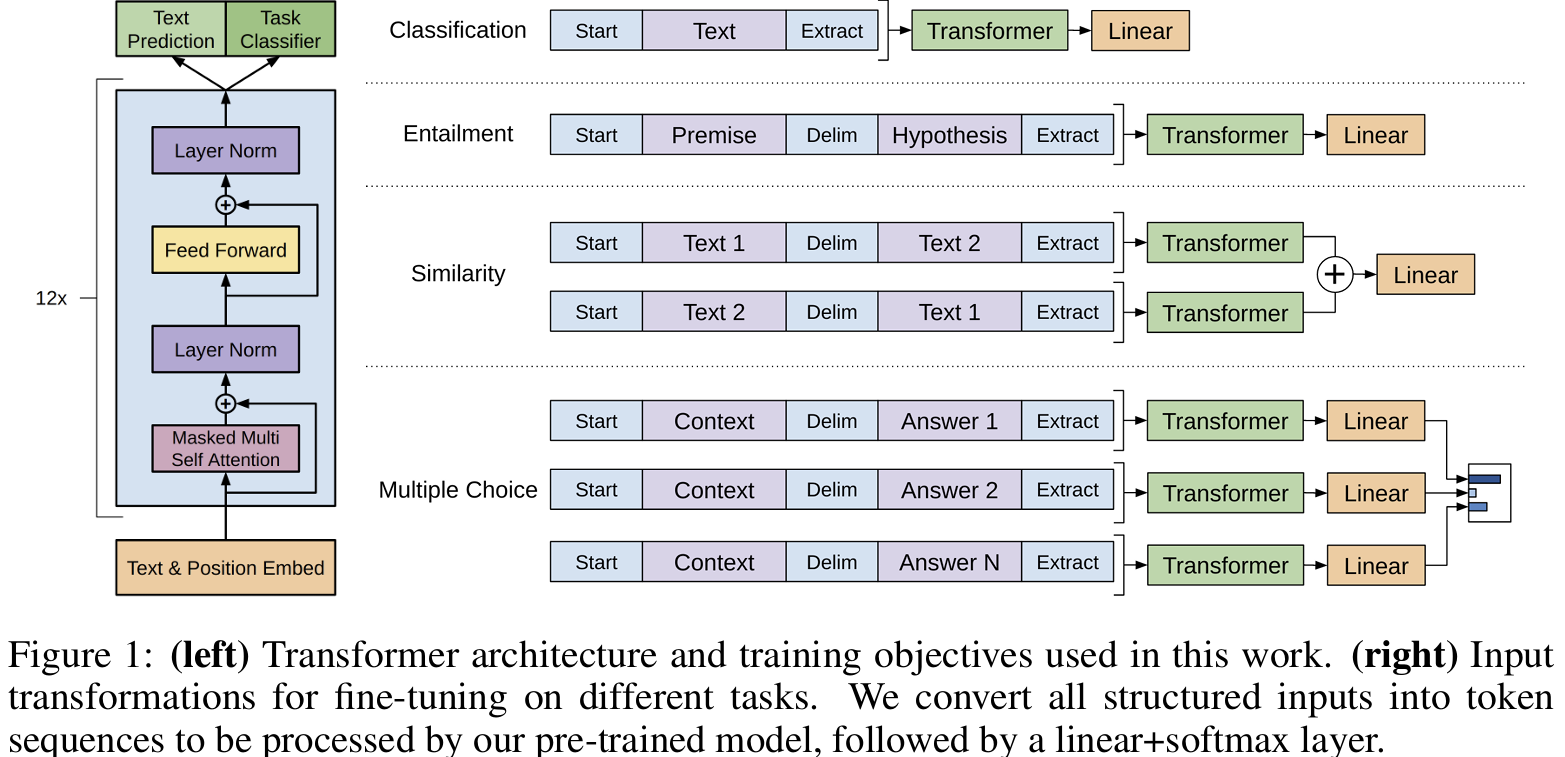 Text
Prediction
Task
Classifier
12x
Layer Norm
+
Feed Forward
Layer Norm
+
Masked Multi
Self Attention
Text & Position Embed
Classification Start Text Extract Transformer Linear
Entailment Start Premise Delim Hypothesis Extract Transformer Linear
Similarity
Start Text 1 Delim Text 2 Extract Transformer
+ Linear
Start Text 2 Delim Text 1 Extract Transformer
Multiple Choice
Start Context Delim Answer 1 Extract Transformer Linear
Start Context Delim Answer 2 Extract Transformer Linear
Start Context Delim Answer N Extract Transformer Linear
Figure 1: (left) Transformer architecture and training objectives used in this work. (right) Input
transformations for fine-tuning on different tasks. We convert all structured inputs into token
sequences to be processed by our pre-trained model, followed by a linear+softmax layer.